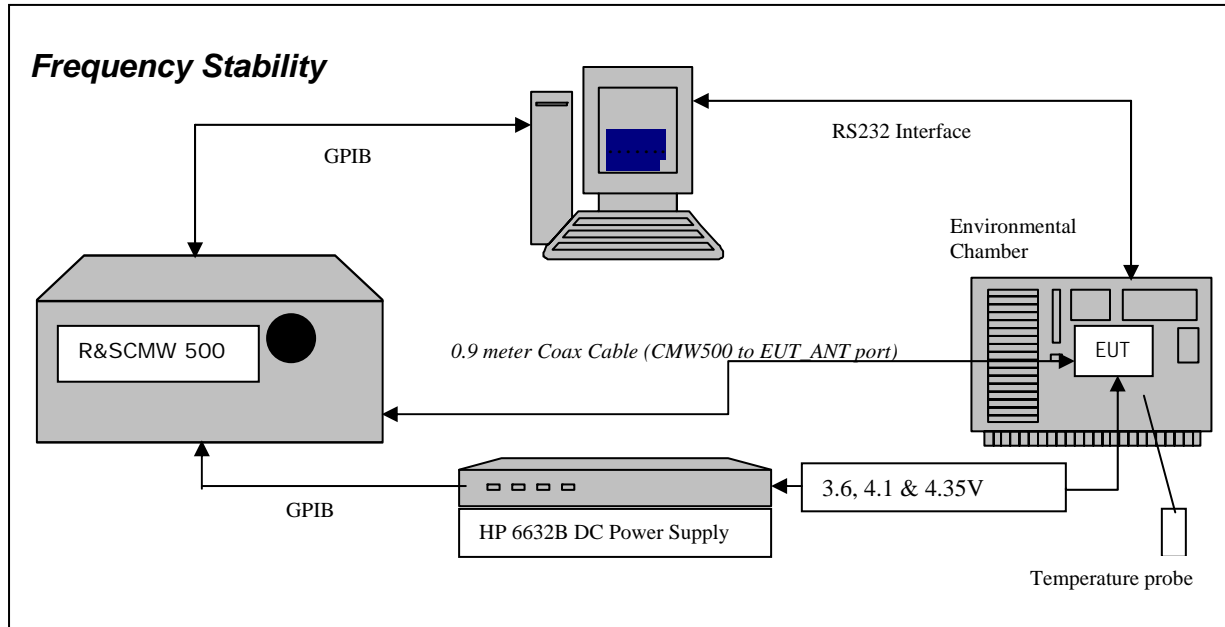 Frequency Stability
GPIB
RS232 Interface
Environmental
Chamber
R&SCMW 500
0.9 meter Coax Cable (CMW500 to EUT_ANT port)
EUT
3.6, 4.1 & 4.35V
GPIB
HP 6632B DC Power Supply
Temperature probe